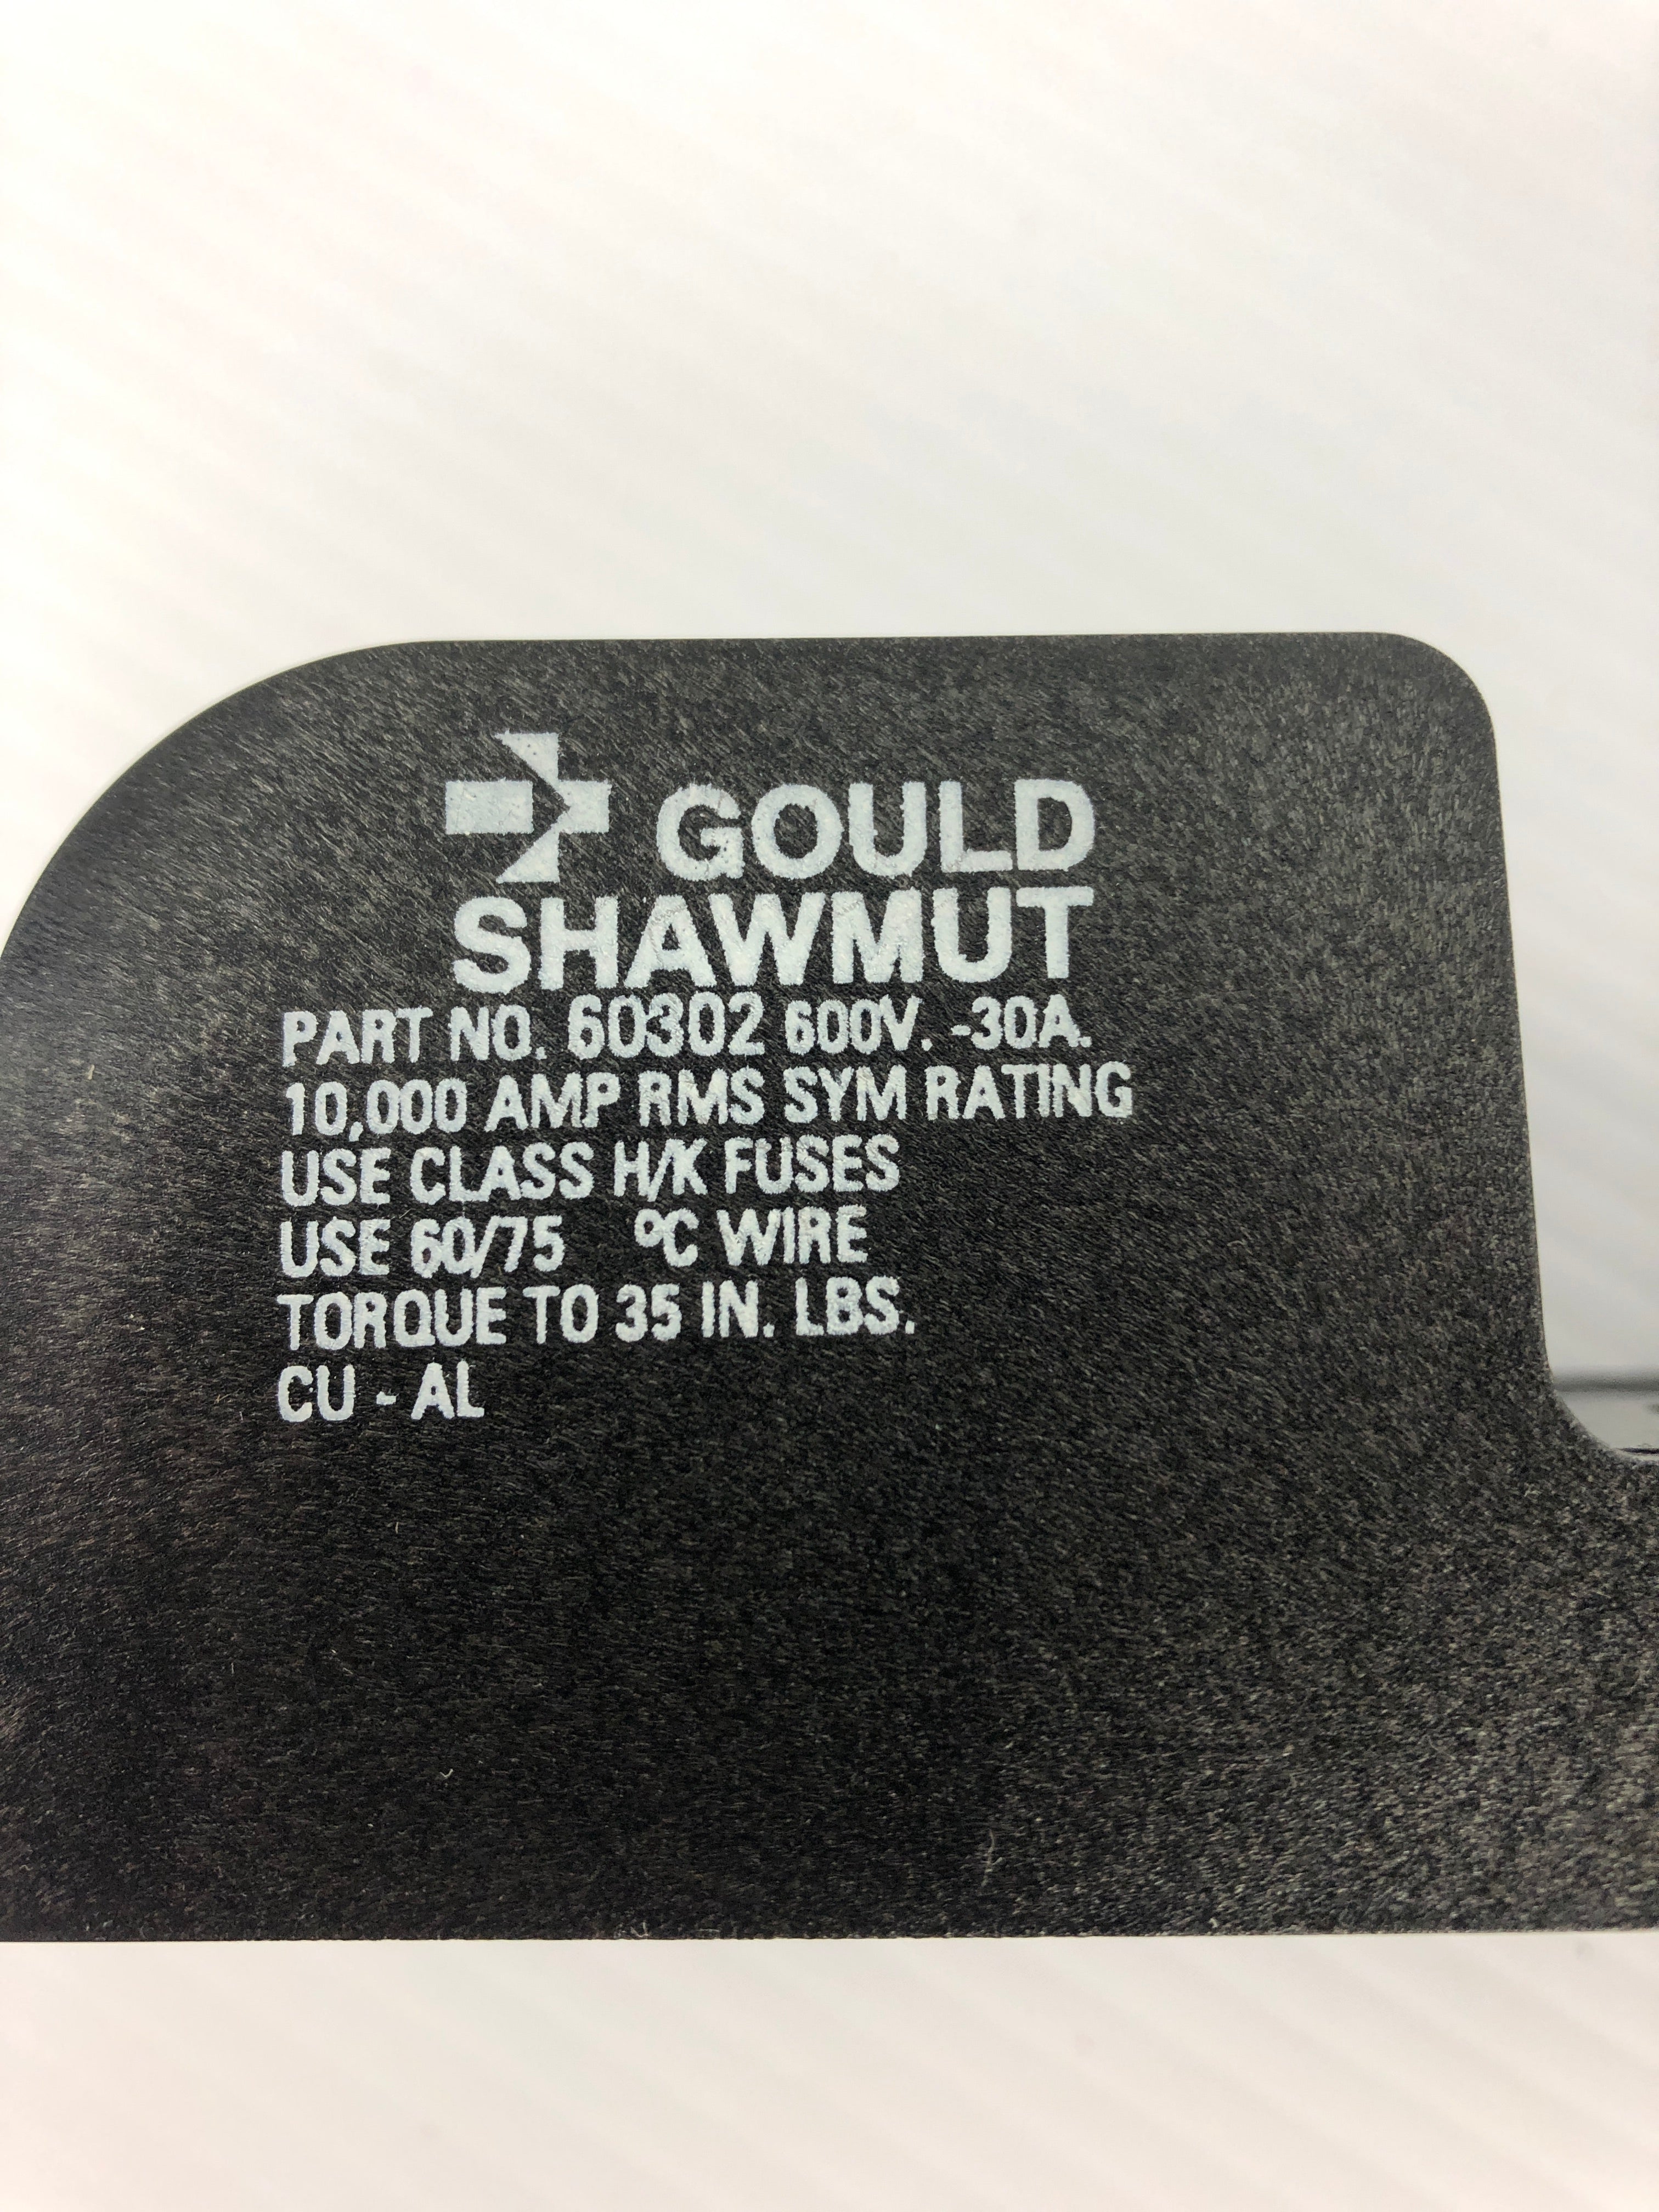 GOULD
SHAWMUT
PART NO. 60302 600V. -30A.
10,000 AMP RMS SYM RATING
USE CLASS H/K FUSES
USE 60/75 ºC WIRE
TORQUE TO 35 IN. LBS.
CU - AL